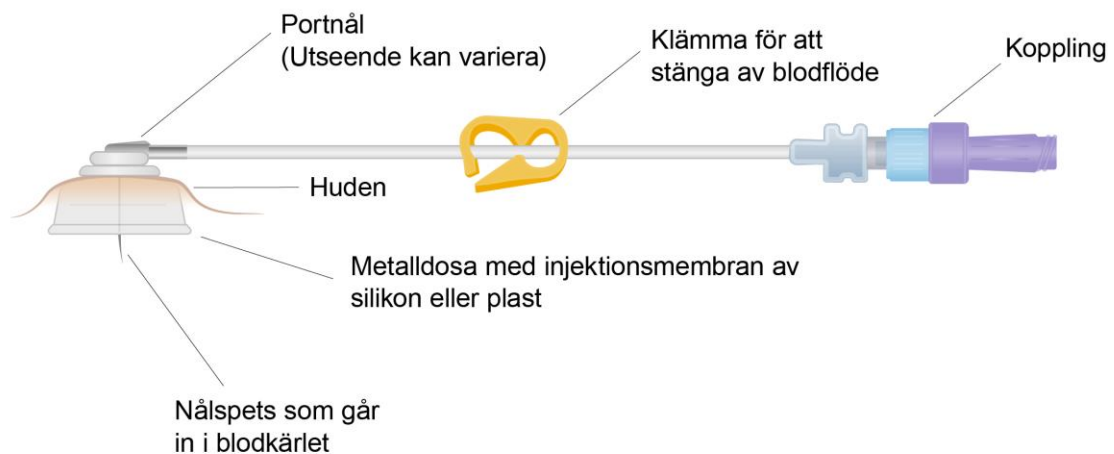 Portnål
(Utseende kan variera)
Klämma för att
stänga av blodflöde
Koppling
Huden
Metalldosa med injektionsmembran av
silikon eller plast
Nålspets som går
in i blodkärlet